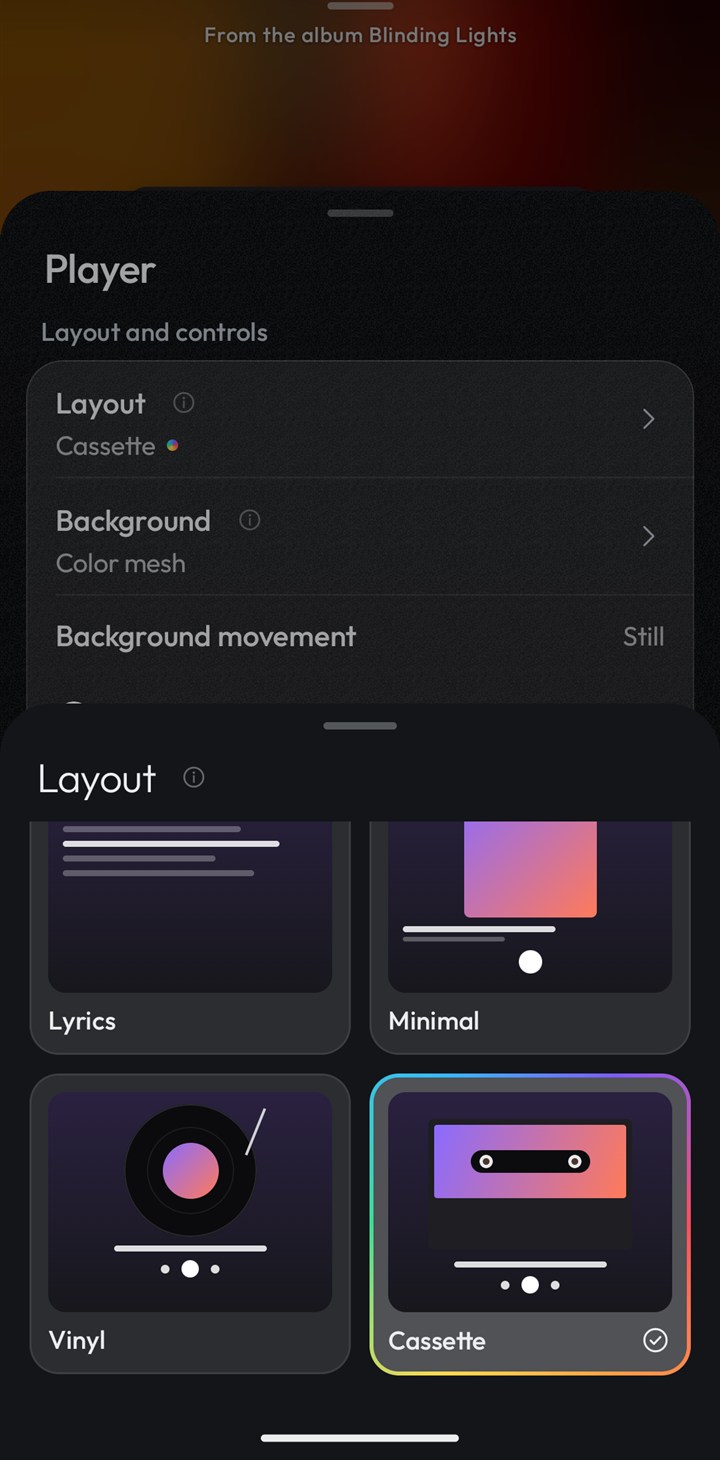 From the album Blinding Lights
Player
Layout and controls
Layout
Cassette
Background
Color mesh
Background movement
Still
Layout
Lyrics
Minimal
Vinyl
Cassette